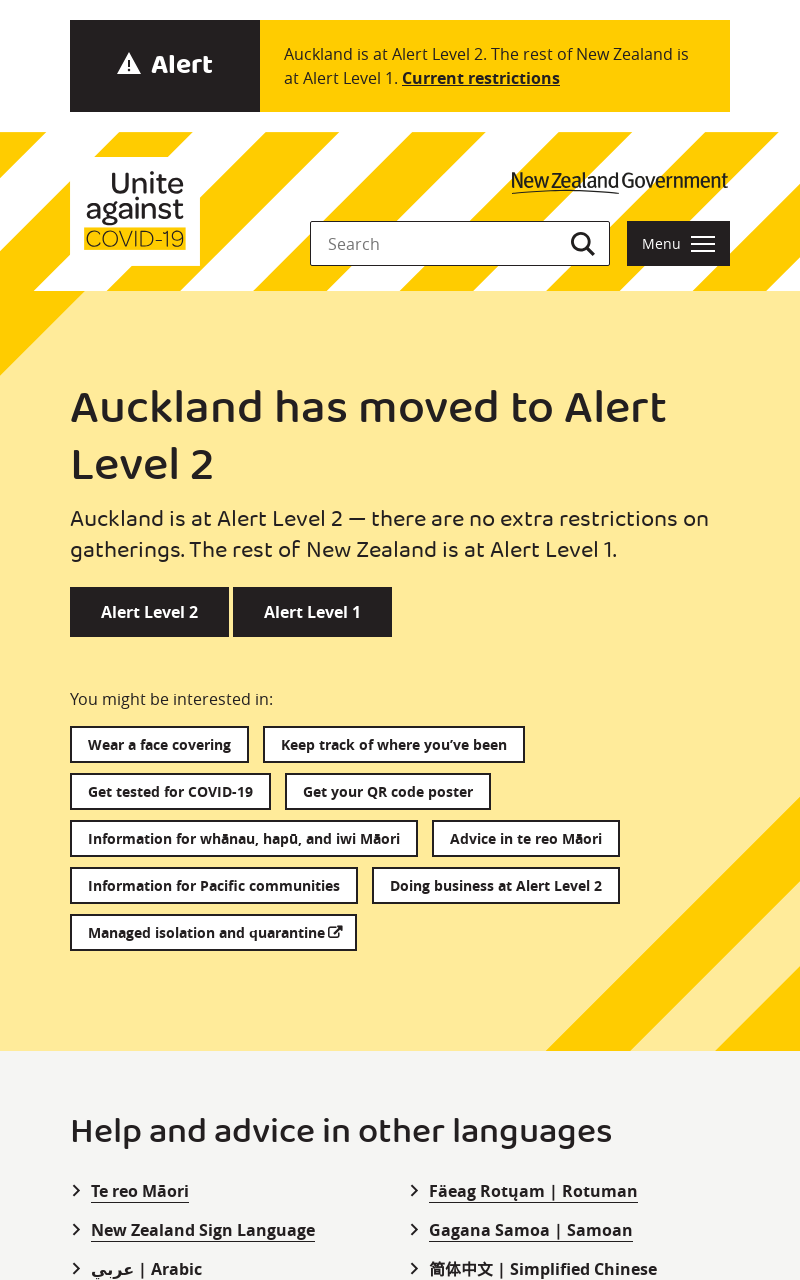 Alert
Auckland is at Alert Level 2. The rest of New Zealand is
at Alert Level 1. Current restrictions
Unite
against
COVID-19
New Zealand Government
Search
Menu
Auckland has moved to Alert
Level 2
Auckland is at Alert Level 2 — there are no extra restrictions on
gatherings. The rest of New Zealand is at Alert Level 1.
Alert Level 2
Alert Level 1
You might be interested in:
Wear a face covering
Keep track of where you’ve been
Get tested for COVID-19
Get your QR code poster
Information for whānau, hapū, and iwi Māori
Advice in te reo Māori
Information for Pacific communities
Doing business at Alert Level 2
Managed isolation and quarantine
Help and advice in other languages
Te reo Māori
Fäeag Rotųam | Rotuman
New Zealand Sign Language
Gagana Samoa | Samoan
عربي | Arabic
简体中文 | Simplified Chinese